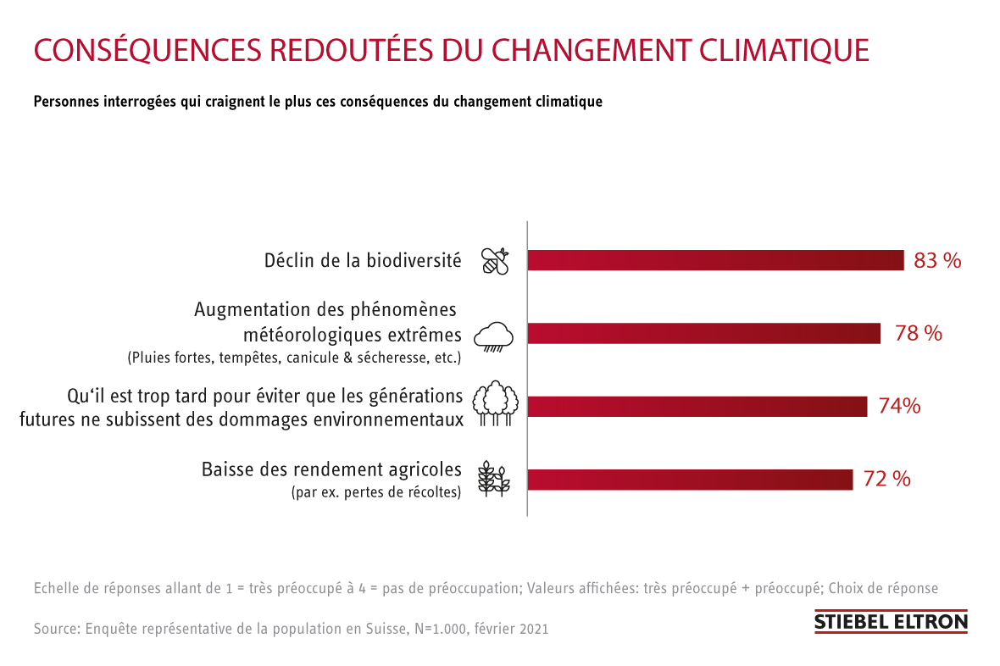 CONSÉQUENCES REDOUTÉES DU CHANGEMENT CLIMATIQUE
Personnes interrogées qui craignent le plus ces conséquences du changement climatique
Déclin de la biodiversité
83 %
Augmentation des phénomènes
météorologiques extrêmes
(Pluies fortes, tempêtes, canicule & sécheresse, etc.)
78 %
Qu‘il est trop tard pour éviter que les générations
futures ne subissent des dommages environnementaux
74%
Baisse des rendement agricoles
(par ex. pertes de récoltes)
72 %
Echelle de réponses allant de 1 = très préoccupé à 4 = pas de préoccupation; Valeurs affichées: très préoccupé + préoccupé; Choix de réponse
Source: Enquête représentative de la population en Suisse, N=1.000, février 2021
STIEBEL ELTRON